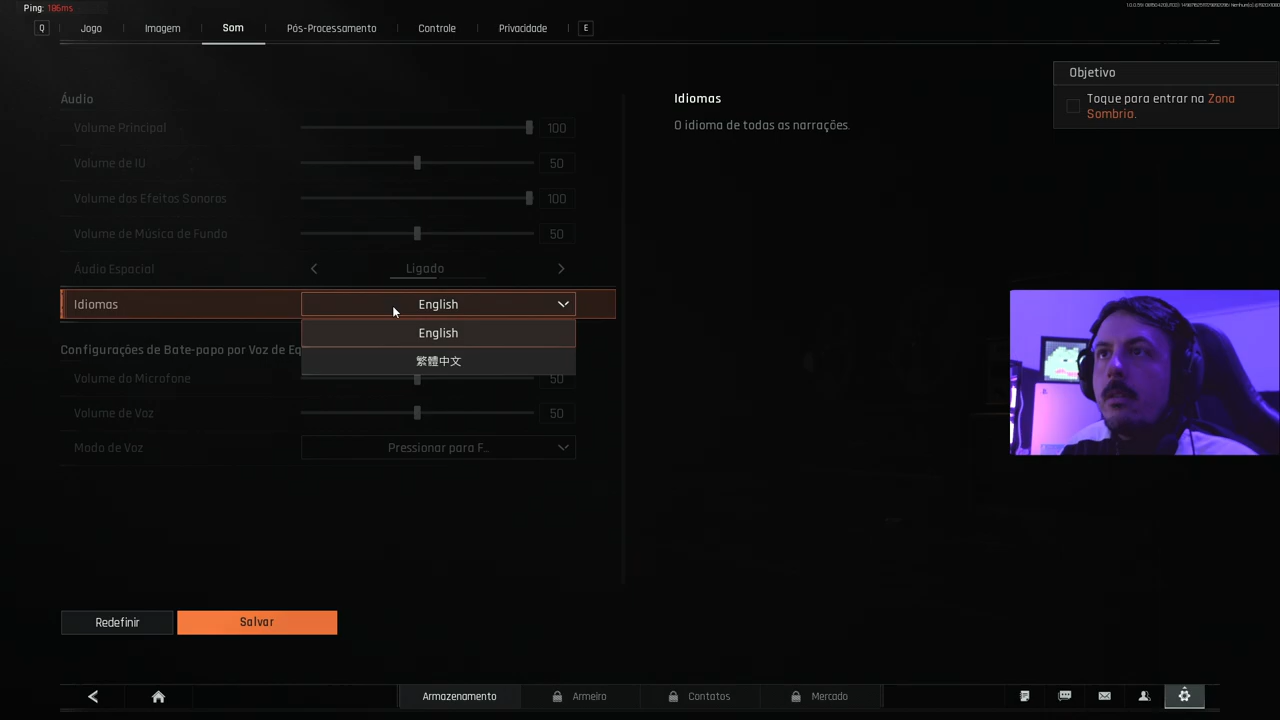 Ping: 186ms
Q
Jogo
Imagem
Som
Pós-Processamento
Controle
Privacidade
E
Objetivo
Toque para entrar na Zona
Sombria.
Áudio
Volume Principal
100
Volume de IU
50
Volume dos Efeitos Sonoros
100
Volume de Música de Fundo
50
Áudio Espacial
Ligado
Idiomas
English
English
繁體中文
Idiomas
O idioma de todas as narrações.
Configurações de Bate-papo por Voz de Eq
Volume do Microfone
50
Volume de Voz
50
Modo de Voz
Pressionar para F...
Redefinir
Salvar
Armazenamento
Armeiro
Contatos
Mercado